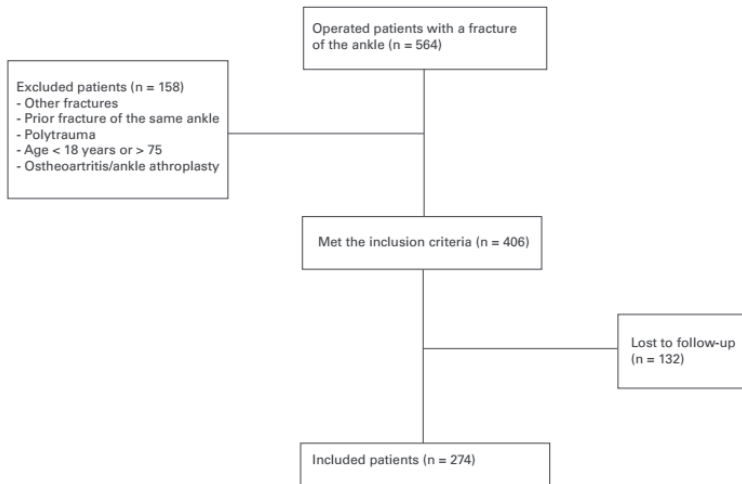 Operated patients with a fracture
of the ankle (n = 564)
Excluded patients (n = 158)
- Other fractures
- Prior fracture of the same ankle
- Polytrauma
- Age < 18 years or > 75
- Ostheoartritis/ankle athroplasty
Met the inclusion criteria (n = 406)
Lost to follow-up
(n = 132)
Included patients (n = 274)